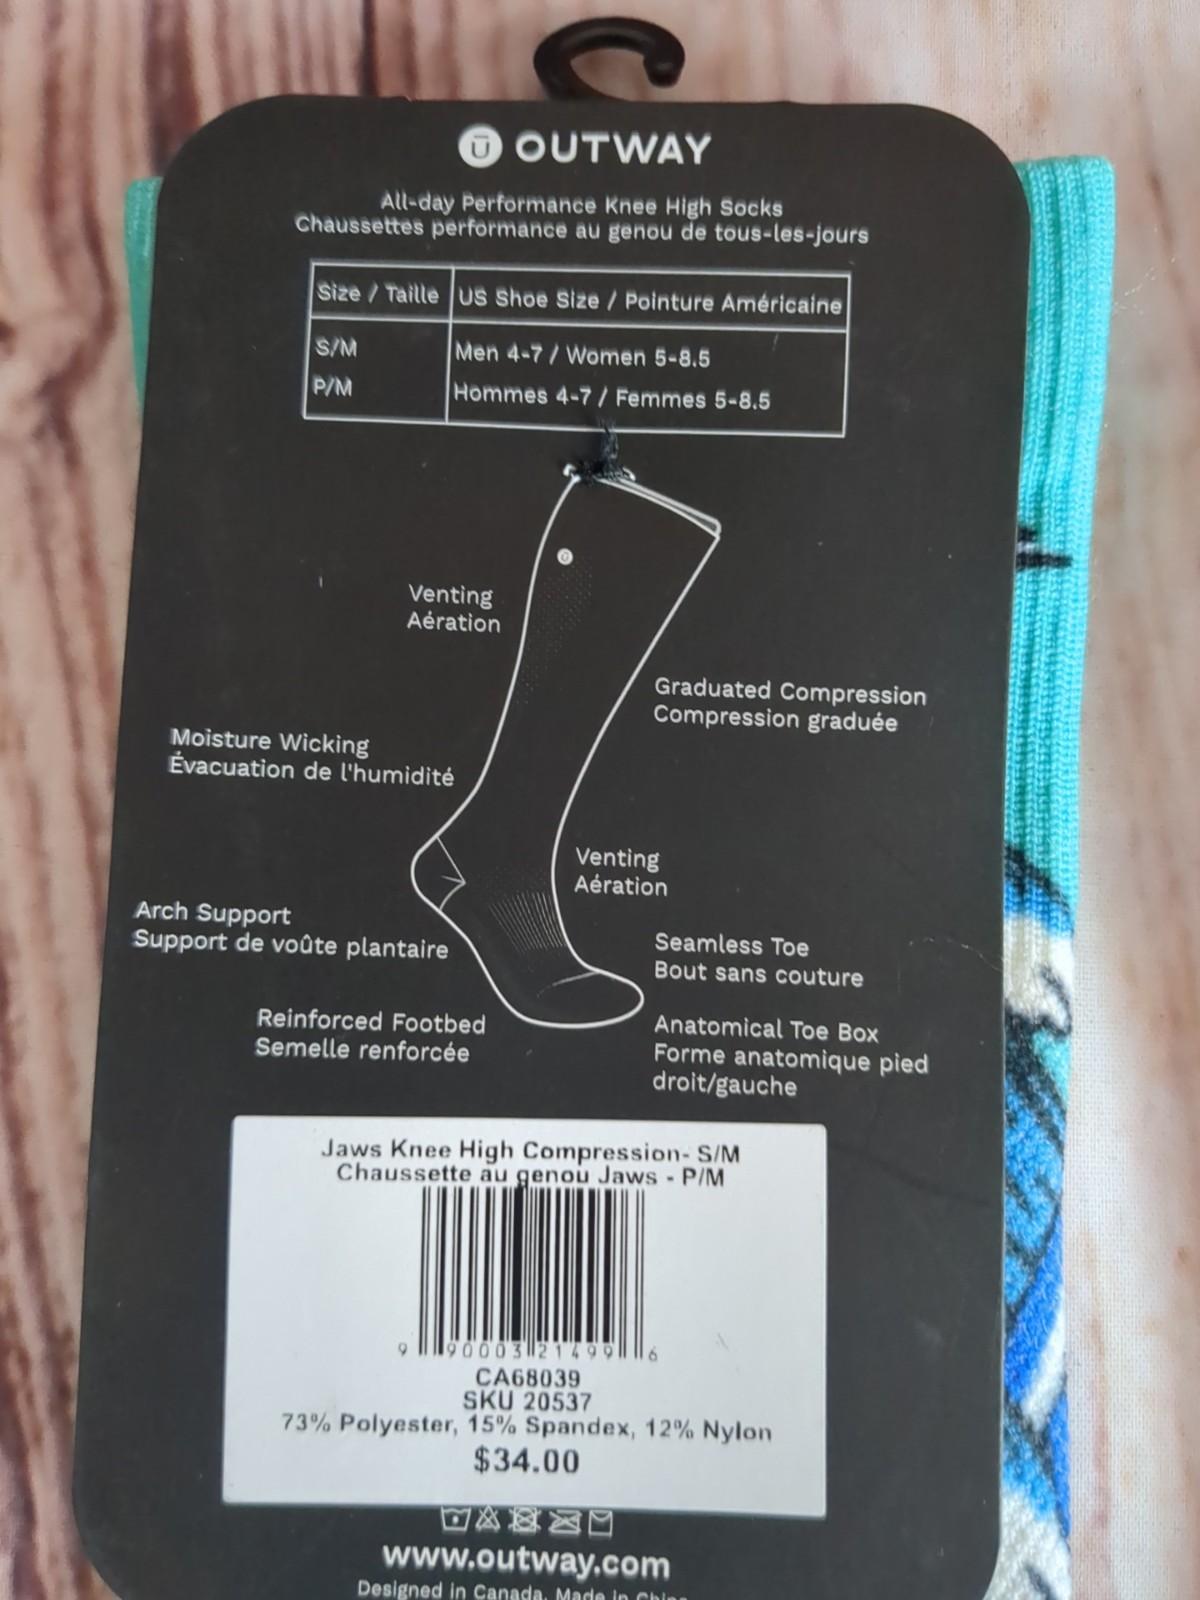 OUTWAY
All-day Performance Knee High Socks
Chaussettes performance au genou de tous-les-jours
Size / Taille US Shoe Size / Pointure Américaine
S/M Men 4-7 / Women 5-8.5
P/M Hommes 4-7 / Femmes 5-8.5
Venting
Aération
Graduated Compression
Compression graduée
Moisture Wicking
Évacuation de l'humidité
Venting
Aération
Arch Support
Support de voûte plantaire
Seamless Toe
Bout sans couture
Reinforced Footbed
Semelle renforcée
Anatomical Toe Box
Forme anatomique pied
droit/gauche
Jaws Knee High Compression- S/M
Chaussette au genou Jaws - P/M
9 90003 21499 6
CA68039
SKU 20537
73% Polyester, 15% Spandex, 12% Nylon
$34.00
www.outway.com
Designed in Canada. Made in